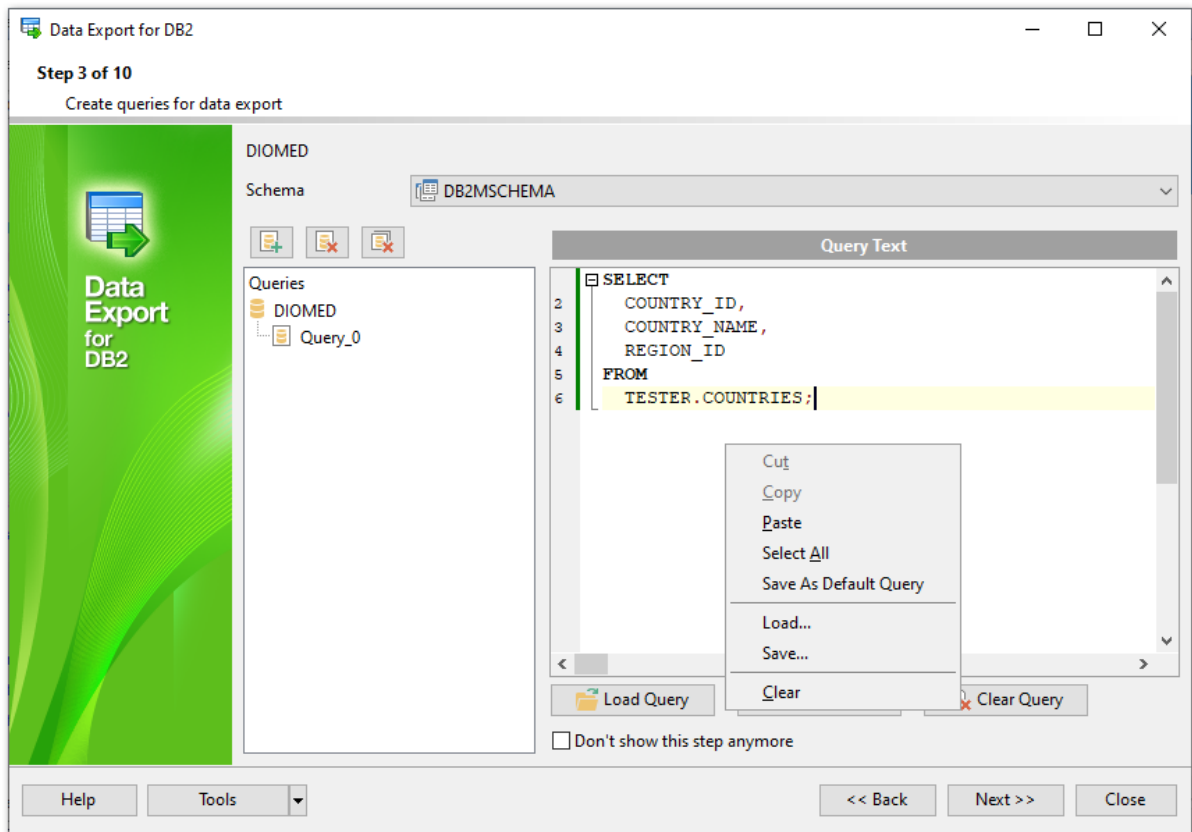 Data Export for DB2
Step 3 of 10
Create queries for data export
Data
Export
for
DB2
DIOMED
Schema
DB2MSCHEMA
Queries
DIOMED
Query_0
Query Text
SELECT
2 COUNTRY_ID,
3 COUNTRY_NAME,
4 REGION_ID
5 FROM
6 TESTER.COUNTRIES;
Cut
Copy
Paste
Select All
Save As Default Query
Load...
Save...
Clear
Load Query
Clear Query
Don't show this step anymore
Help
Tools
<< Back
Next >>
Close